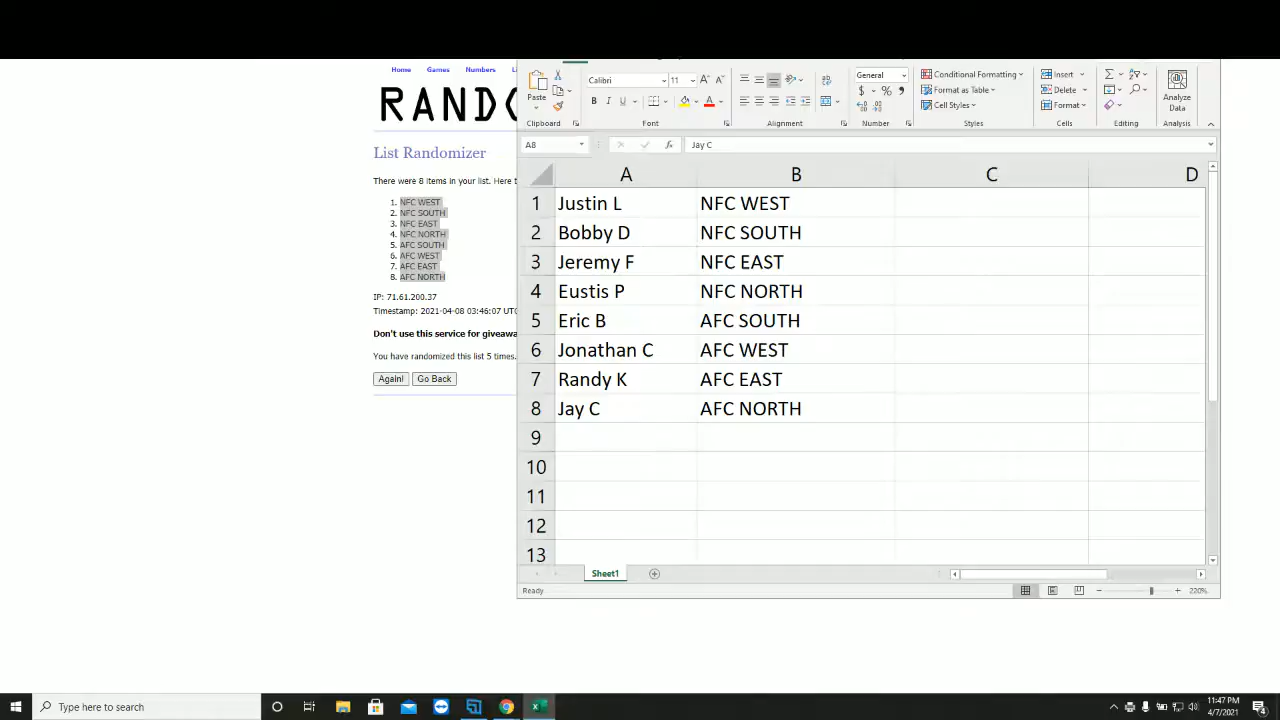 Home Games Numbers
RANDO
List Randomizer
There were 8 items in your list. Here
1. NFC WEST
2. NFC SOUTH
3. NFC EAST
4. NFC NORTH
5. AFC SOUTH
6. AFC WEST
7. AFC EAST
8. AFC NORTH
IP: 71.61.200.37
Timestamp: 2021-04-08 03:46:07 UTC
Don't use this service for giveawa
You have randomized this list 5 times.
Again! Go Back
Paste
Calibri 11
B I U
General
$ % 9
Conditional Formatting
Format as Table
Cell Styles
Insert
Delete
Format
Analyze
Data
Clipboard Font Alignment Number Styles Cells Editing Analysis
A8 fx Jay C
A B C D
1 Justin L NFC WEST
2 Bobby D NFC SOUTH
3 Jeremy F NFC EAST
4 Eustis P NFC NORTH
5 Eric B AFC SOUTH
6 Jonathan C AFC WEST
7 Randy K AFC EAST
8 Jay C AFC NORTH
9
10
11
12
13
Sheet1
Ready 220%
Type here to search
11:47 PM
4/7/2021
4